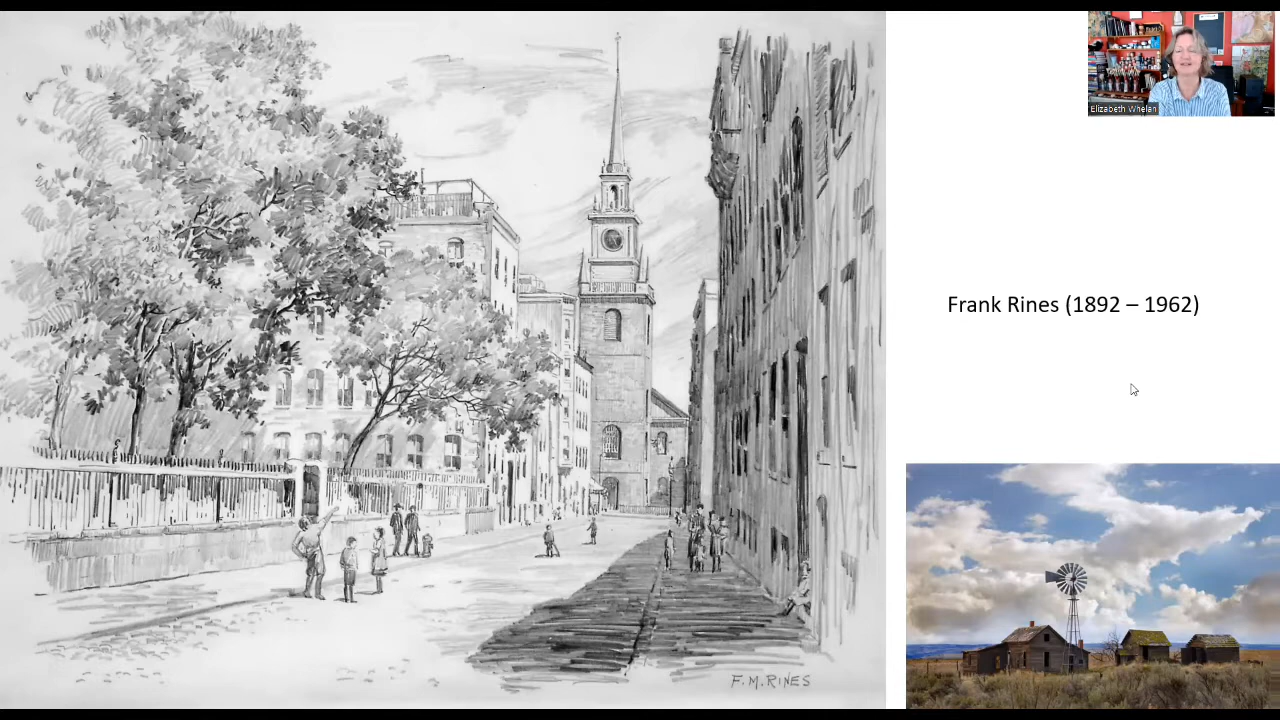 Elizabeth Whelan
Frank Rines (1892 – 1962)
F.M.RINES